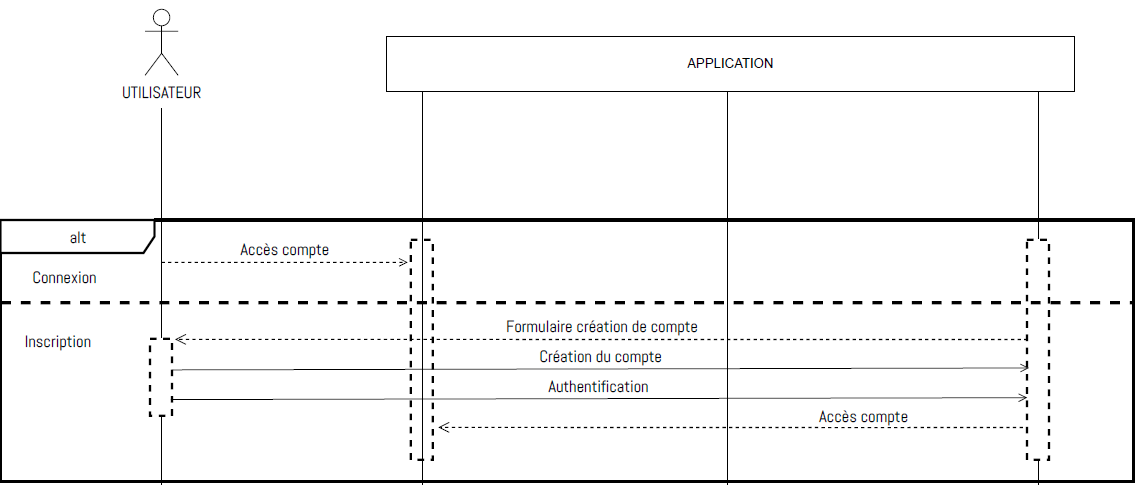 UTILISATEUR
APPLICATION
alt
Accès compte
Connexion
Formulaire création de compte
Inscription
Création du compte
Authentification
Accès compte